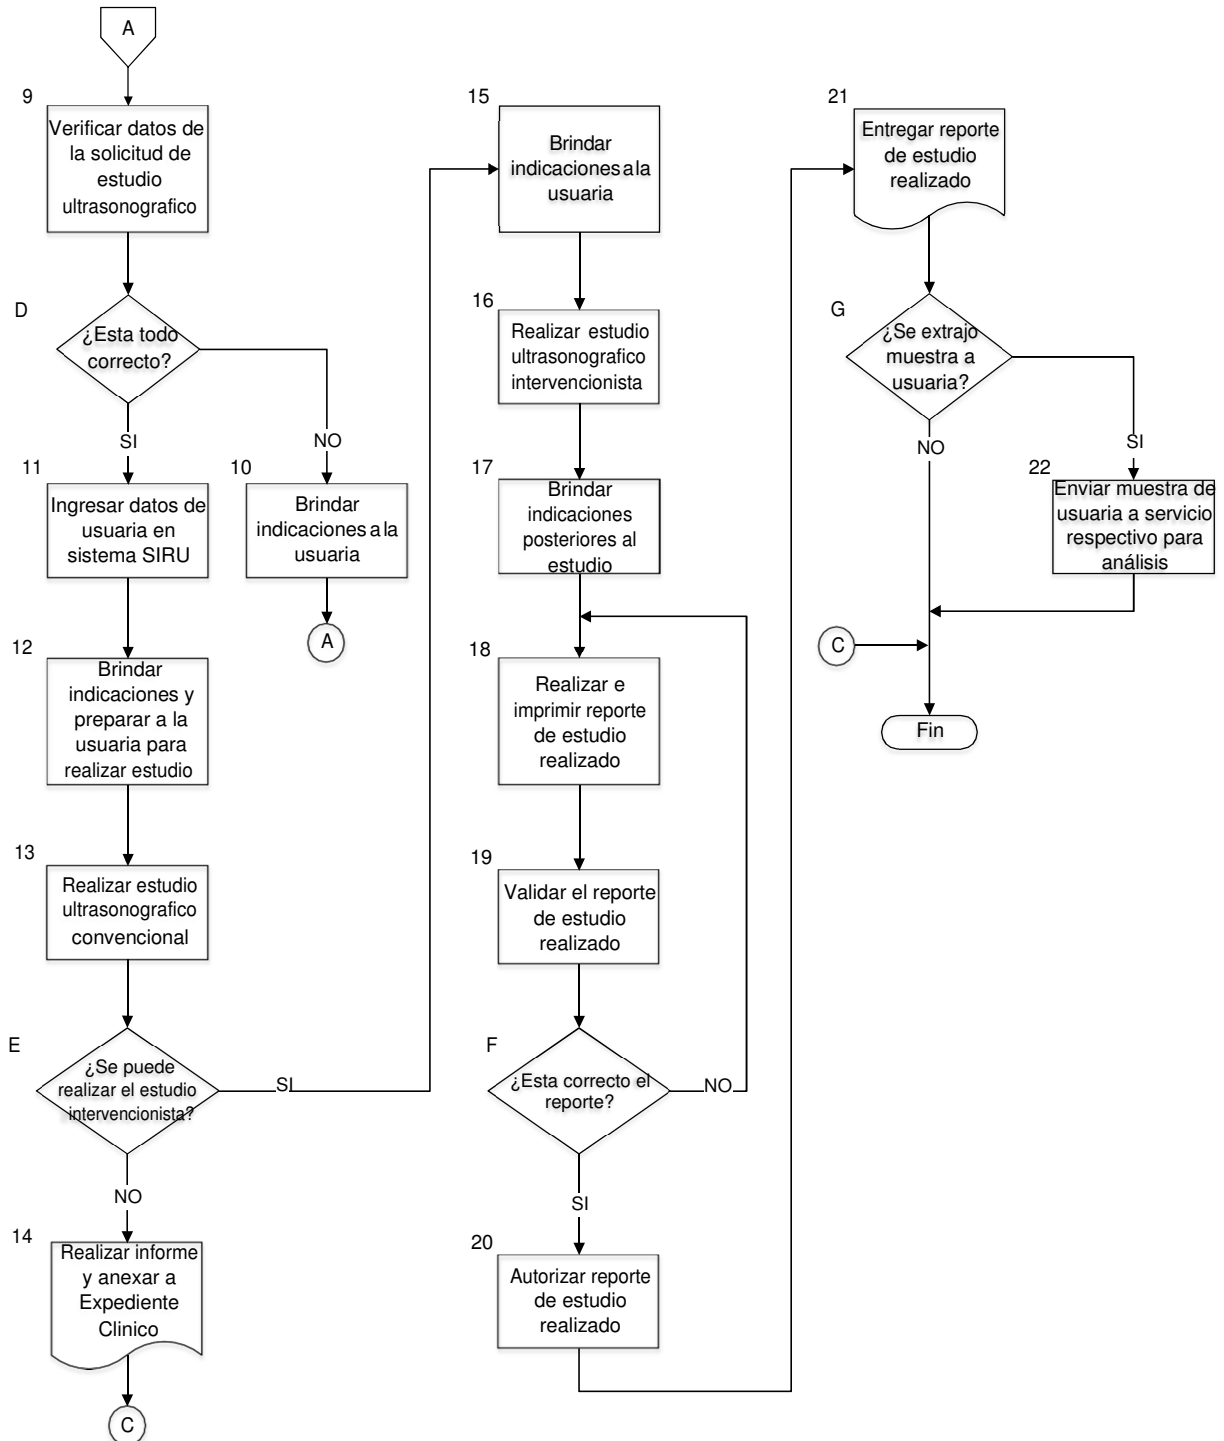 A
9
Verificar datos de
la solicitud de
estudio
ultrasonografico
D
¿Esta todo
correcto?
SI
NO
11
Ingresar datos de
usuaria en
sistema SIRU
10
Brindar
indicaciones a la
usuaria
A
12
Brindar
indicaciones y
preparar a la
usuaria para
realizar estudio
13
Realizar estudio
ultrasonografico
convencional
E
¿Se puede
realizar el estudio
intervencionista?
SI
NO
14
Realizar informe
y anexar a
Expediente
Clinico
C
15
Brindar
indicaciones a la
usuaria
16
Realizar estudio
ultrasonografico
intervencionista
17
Brindar
indicaciones
posteriores al
estudio
18
Realizar e
imprimir reporte
de estudio
realizado
19
Validar el reporte
de estudio
realizado
F
¿Esta correcto el
reporte?
NO
SI
20
Autorizar reporte
de estudio
realizado
21
Entregar reporte
de estudio
realizado
G
¿Se extrajo
muestra a
usuaria?
NO
SI
22
Enviar muestra de
usuaria a servicio
respectivo para
análisis
C
Fin